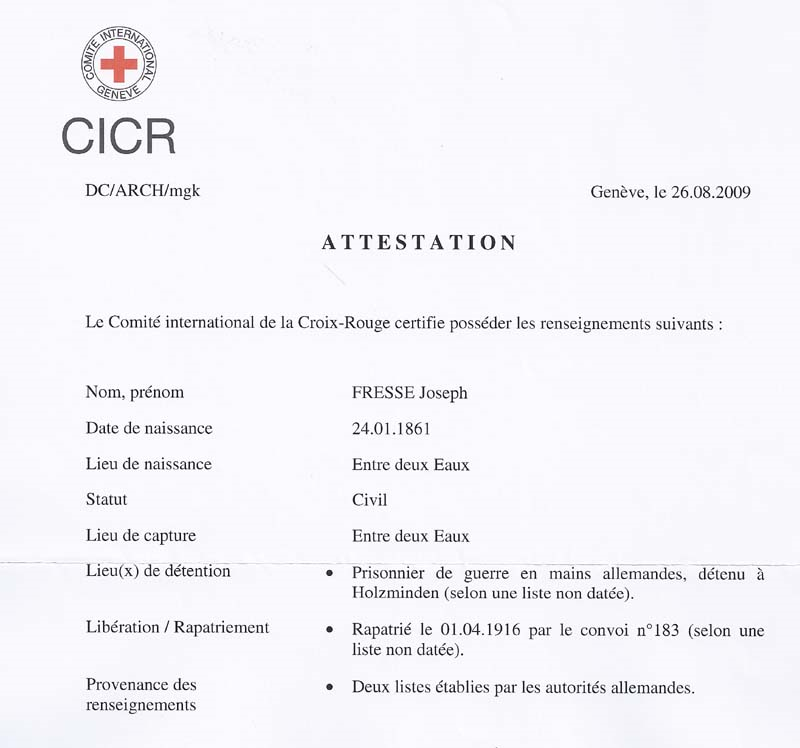 COMITÉ INTERNATIONAL
GENÈVE
CICR
DC/ARCH/mgk
Genève, le 26.08.2009
ATTESTATION
Le Comité international de la Croix-Rouge certifie posséder les renseignements suivants :
Nom, prénom
FRESSE Joseph
Date de naissance
24.01.1861
Lieu de naissance
Entre deux Eaux
Statut
Civil
Lieu de capture
Entre deux Eaux
Lieu(x) de détention
• Prisonnier de guerre en mains allemandes, détenu à
Holzminden (selon une liste non datée).
Libération / Rapatriement
• Rapatrié le 01.04.1916 par le convoi n°183 (selon une
liste non datée).
Provenance des
renseignements
• Deux listes établies par les autorités allemandes.